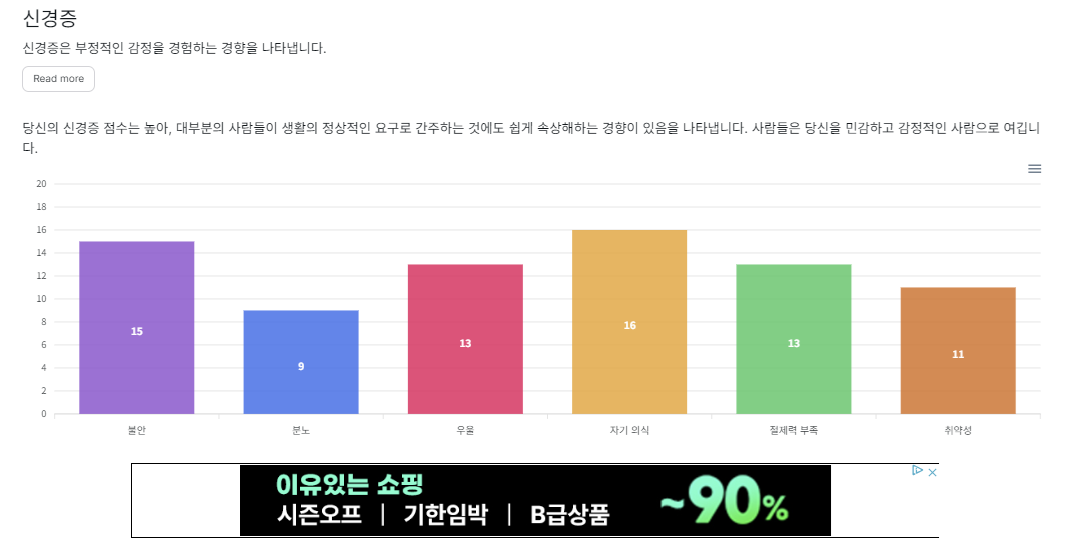 신경증
신경증은 부정적인 감정을 경험하는 경향을 나타냅니다.
Read more
당신의 신경증 점수는 높아, 대부분의 사람들이 생활의 정상적인 요구로 간주하는 것에도 쉽게 속상해하는 경향이 있음을 나타냅니다. 사람들은 당신을 민감하고 감정적인 사람으로 여깁니
다.
20
18
16
14
12
10
8
6
4
2
0
15
9
13
16
13
11
불안
분노
우울
자기 의식
절제력 부족
취약성
이유있는 쇼핑
시즌오프 | 기한임박 | B급상품
~90%